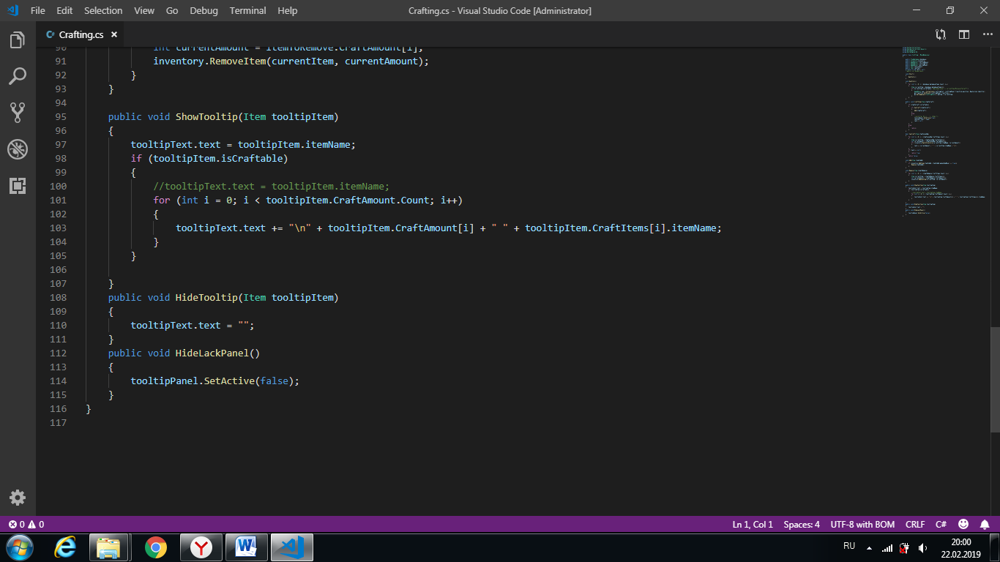 File Edit Selection View Go Debug Terminal Help Crafting.cs - Visual Studio Code [Administrator]
C# Crafting.cs ×
90 int currentAmount = itemToRemove.CraftAmount[i];
91 inventory.RemoveItem(currentItem, currentAmount);
92 }
93 }
94
95 public void ShowTooltip(Item tooltipItem)
96 {
97 tooltipText.text = tooltipItem.itemName;
98 if (tooltipItem.isCraftable)
99 {
100 //tooltipText.text = tooltipItem.itemName;
101 for (int i = 0; i < tooltipItem.CraftAmount.Count; i++)
102 {
103 tooltipText.text += "\n" + tooltipItem.CraftAmount[i] + " " + tooltipItem.CraftItems[i].itemName;
104 }
105 }
106
107 }
108 public void HideTooltip(Item tooltipItem)
109 {
110 tooltipText.text = "";
111 }
112 public void HideLackPanel()
113 {
114 tooltipPanel.SetActive(false);
115 }
116 }
117
0 0 Ln 1, Col 1 Spaces: 4 UTF-8 with BOM CRLF C#
RU 20:00
22.02.2019